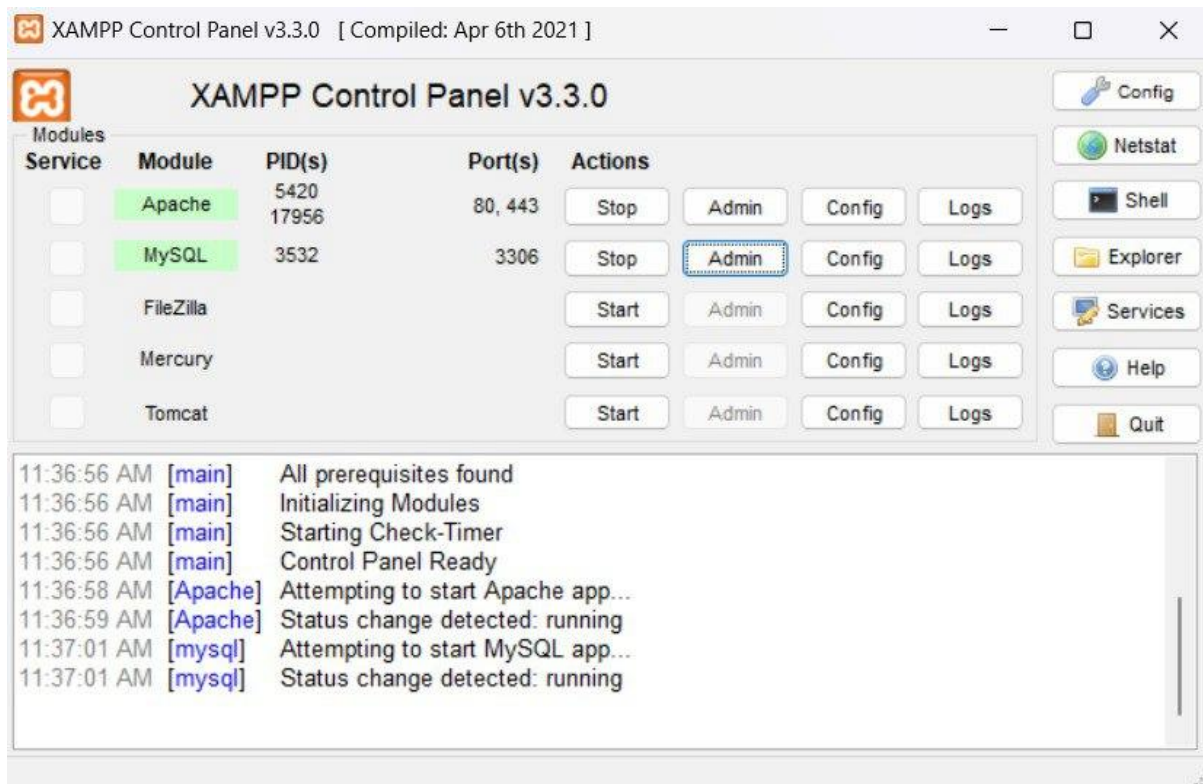 XAMPP Control Panel v3.3.0 [ Compiled: Apr 6th 2021 ]
XAMPP Control Panel v3.3.0
Modules
Service Module PID(s) Port(s) Actions
Apache 5420 17956 80, 443 Stop Admin Config Logs
MySQL 3532 3306 Stop Admin Config Logs
FileZilla Start Admin Config Logs
Mercury Start Admin Config Logs
Tomcat Start Admin Config Logs
Config
Netstat
Shell
Explorer
Services
Help
Quit
11:36:56 AM [main] All prerequisites found
11:36:56 AM [main] Initializing Modules
11:36:56 AM [main] Starting Check-Timer
11:36:56 AM [main] Control Panel Ready
11:36:58 AM [Apache] Attempting to start Apache app...
11:36:59 AM [Apache] Status change detected: running
11:37:01 AM [mysql] Attempting to start MySQL app...
11:37:01 AM [mysql] Status change detected: running